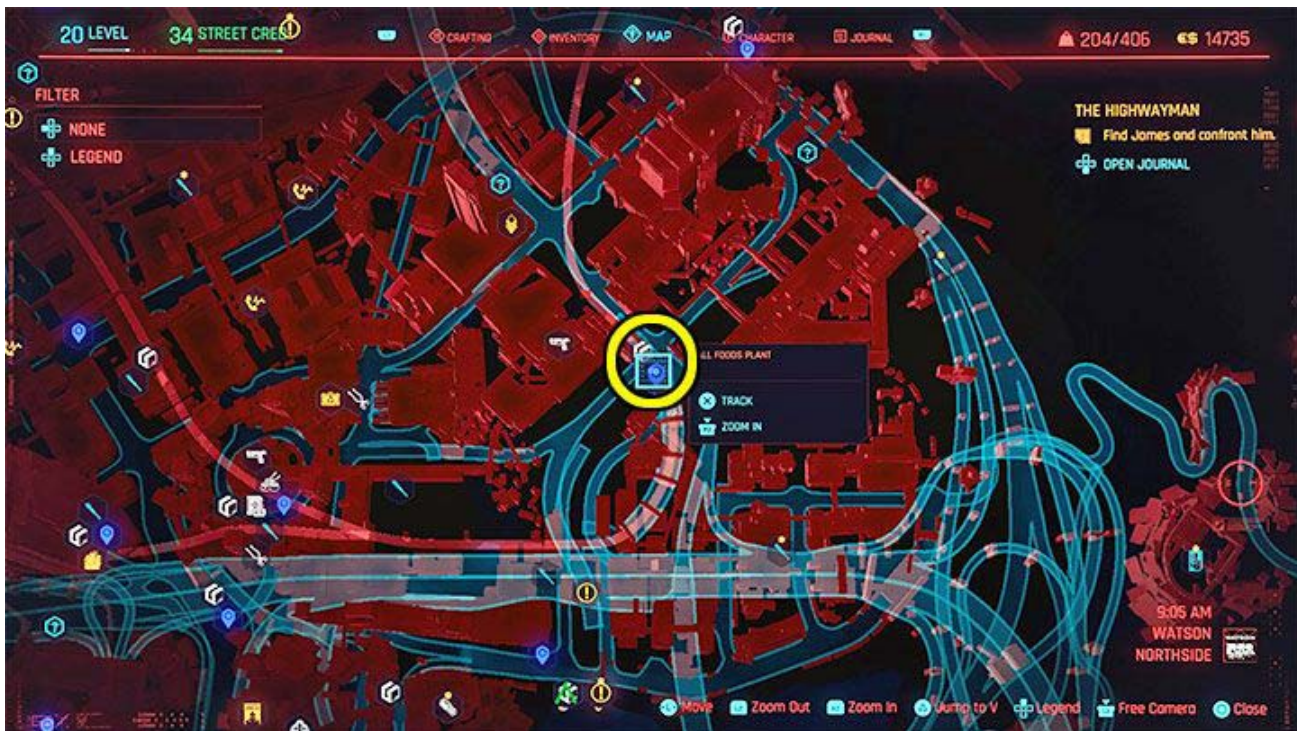 20 LEVEL
34 STREET CRED
CRAFTING
INVENTORY
MAP
CHARACTER
JOURNAL
204/406
€$ 14735
FILTER
NONE
LEGEND
THE HIGHWAYMAN
Find James and confront him.
OPEN JOURNAL
ALL FOODS PLANT
TRACK
ZOOM IN
9:05 AM
WATSON
NORTHSIDE
Move
Zoom Out
Zoom In
Jump to V
Legend
Free Camera
Close